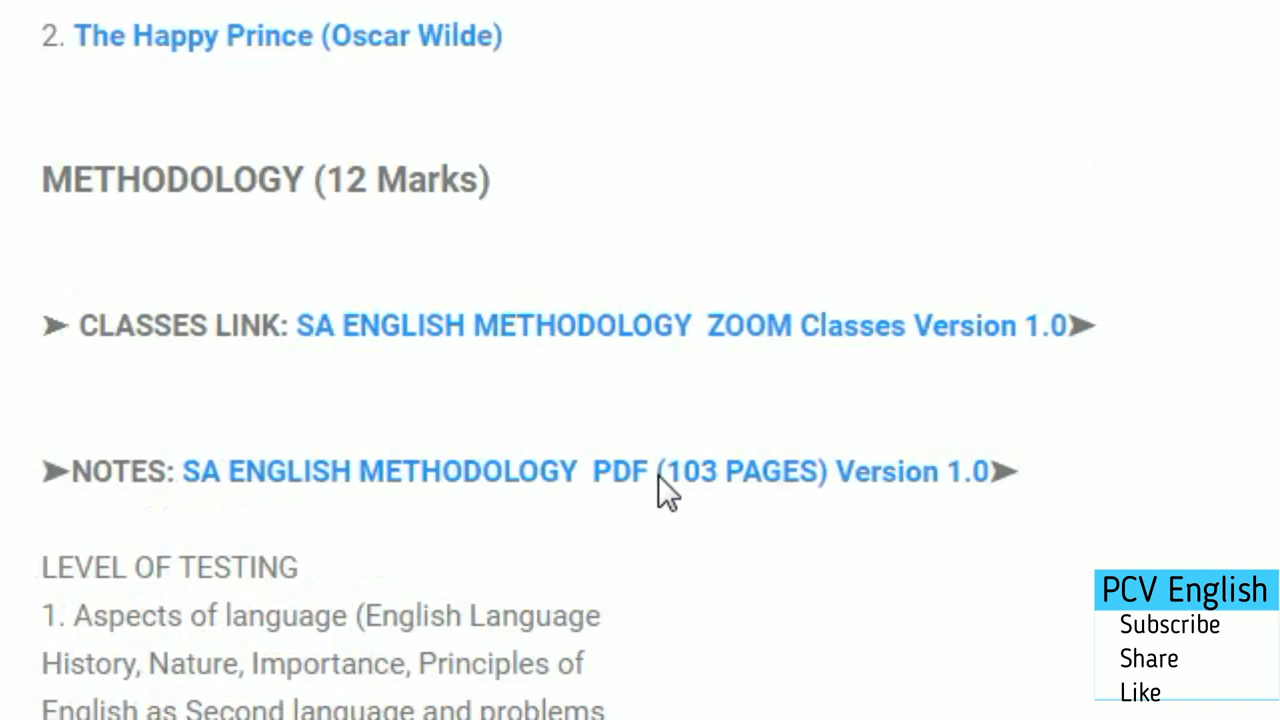 2. The Happy Prince (Oscar Wilde)
METHODOLOGY (12 Marks)
➤ CLASSES LINK: SA ENGLISH METHODOLOGY ZOOM Classes Version 1.0➤
➤NOTES: SA ENGLISH METHODOLOGY PDF (103 PAGES) Version 1.0➤
LEVEL OF TESTING
1. Aspects of language (English Language
History, Nature, Importance, Principles of
English as Second language and problems
PCV English
Subscribe
Share
Like